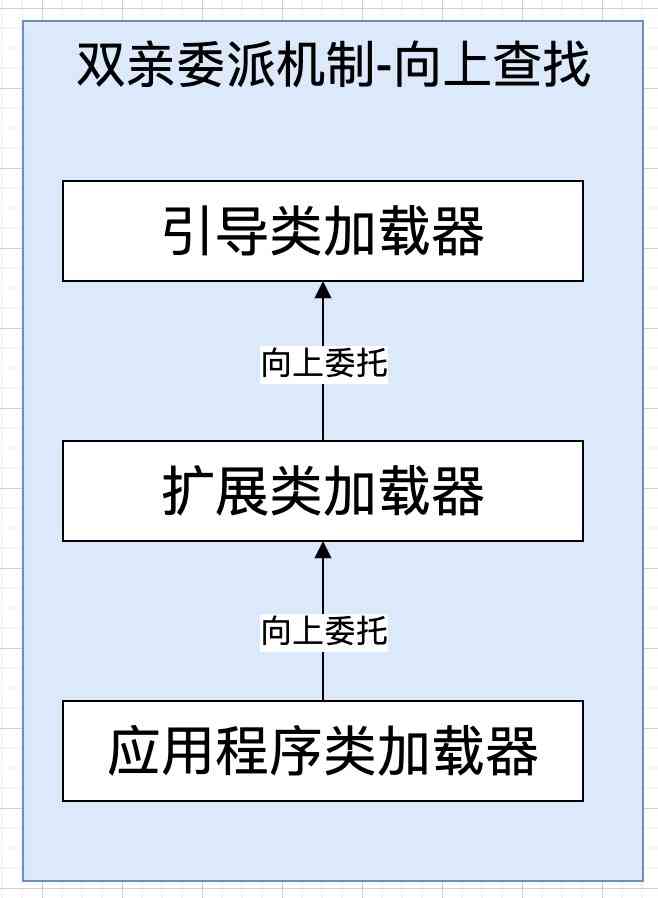 双亲委派机制-向上查找
引导类加载器
向上委托
扩展类加载器
向上委托
应用程序类加载器